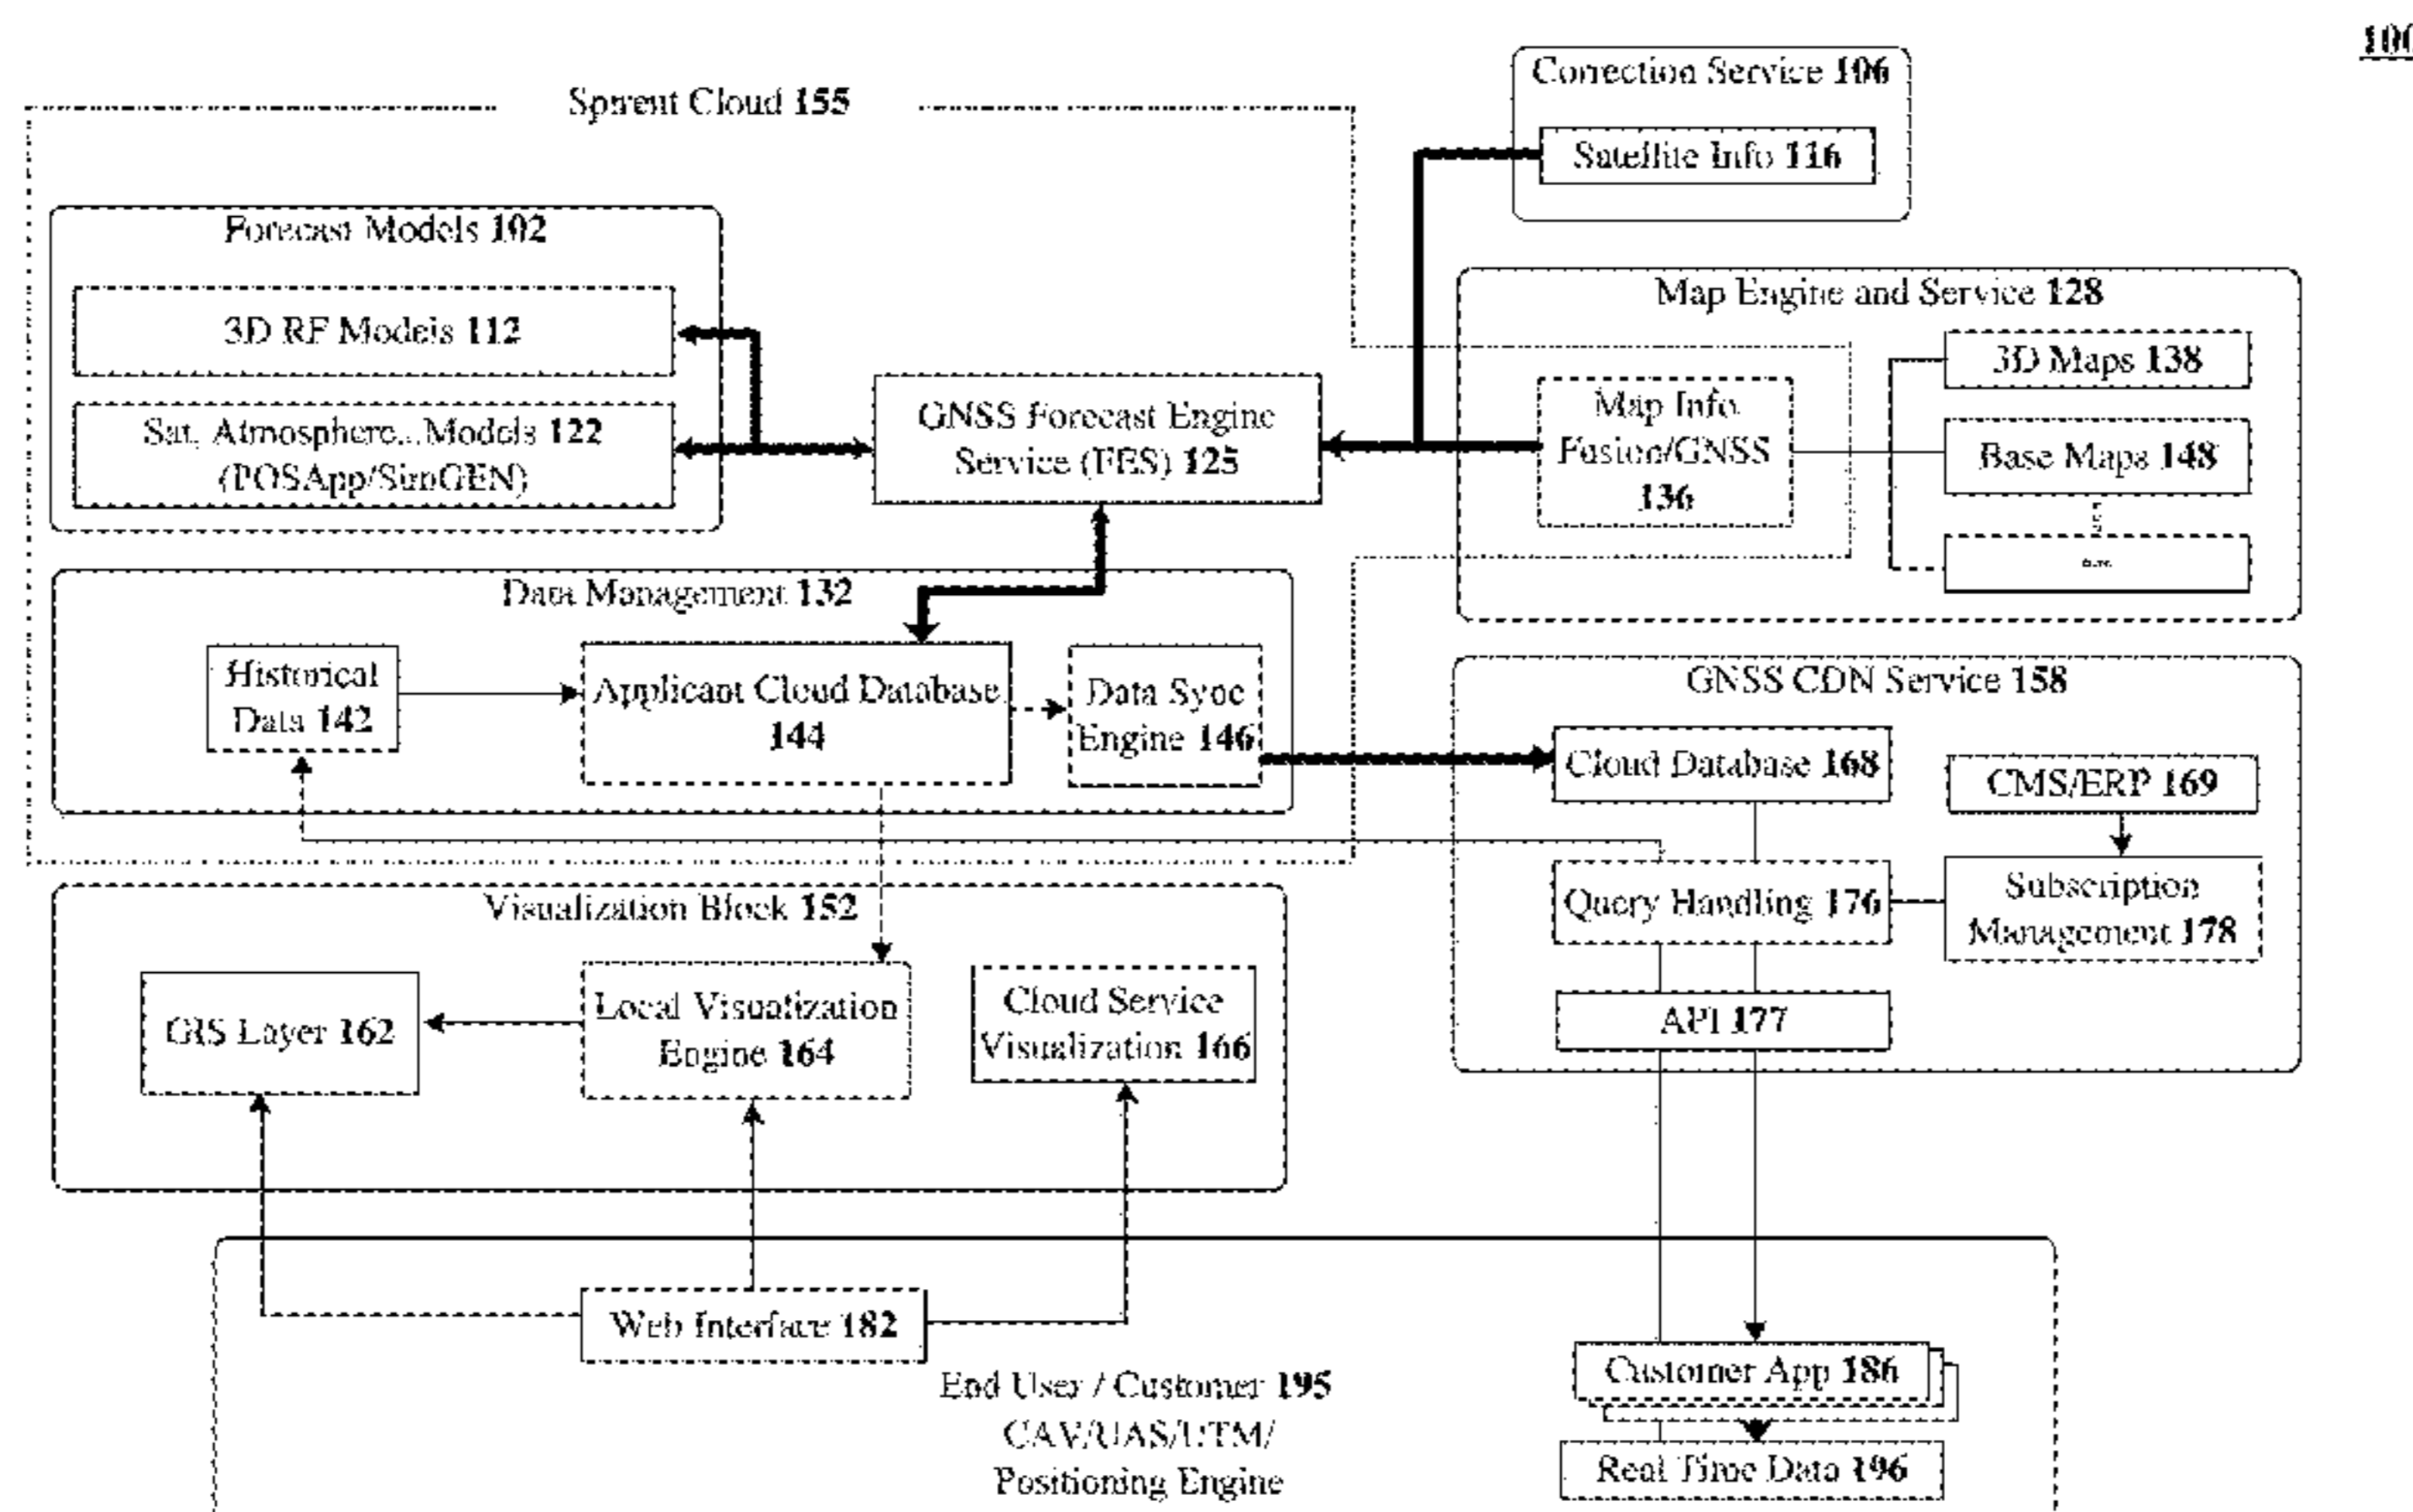 100
Spirent Cloud 155
Correction Service 106
Satellite Info 116
Forecast Models 102
3D RF Models 112
Sat. Atmosphere...Models 122
(POSApp/SimGEN)
GNSS Forecast Engine
Service (FES) 125
Map Engine and Service 128
Map Info
Fusion/GNSS
136
3D Maps 138
Base Maps 148
Data Management 132
Historical
Data 142
Applicant Cloud Database
144
Data Sync
Engine 146
GNSS CDN Service 158
Cloud Database 168
CMS/ERP 169
Query Handling 176
Subscription
Management 178
API 177
Visualization Block 152
GIS Layer 162
Local Visualization
Engine 164
Cloud Service
Visualization 166
Web Interface 182
End User / Customer 195
CAV/UAS/UTM/
Positioning Engine
Customer App 186
Real Time Data 196